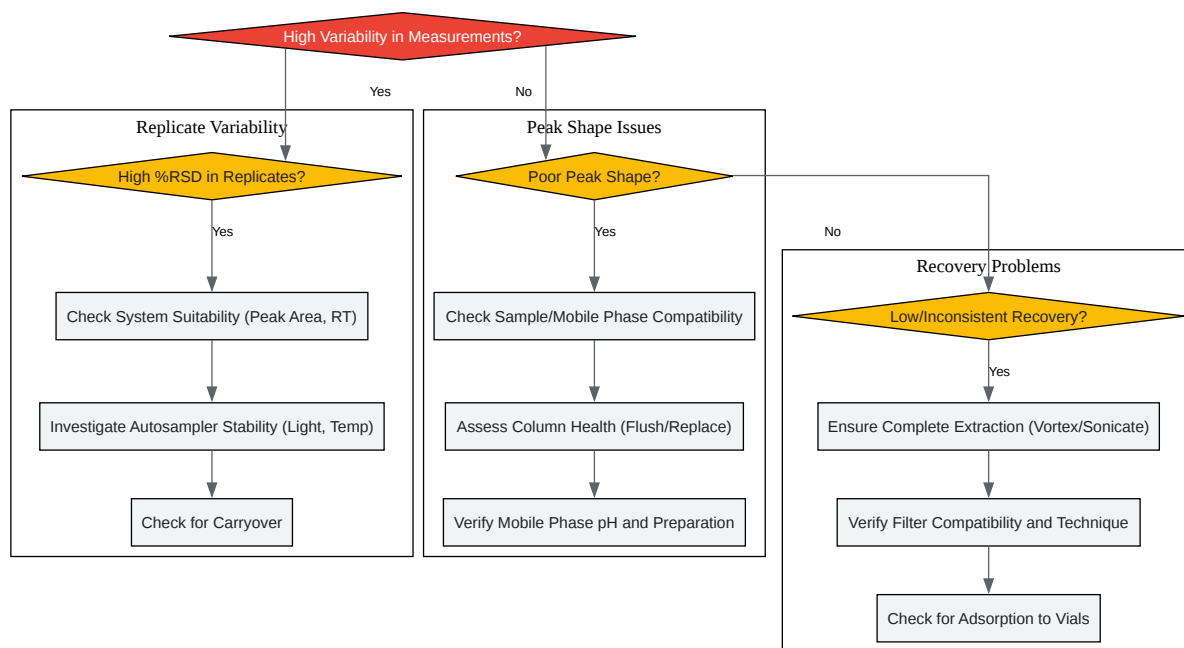 High Variability in Measurements?
Yes
No
Replicate Variability
High %RSD in Replicates?
Yes
Check System Suitability (Peak Area, RT)
Investigate Autosampler Stability (Light, Temp)
Check for Carryover
Peak Shape Issues
Poor Peak Shape?
Yes
No
Check Sample/Mobile Phase Compatibility
Assess Column Health (Flush/Replace)
Verify Mobile Phase pH and Preparation
Recovery Problems
Low/Inconsistent Recovery?
Yes
Ensure Complete Extraction (Vortex/Sonicate)
Verify Filter Compatibility and Technique
Check for Adsorption to Vials